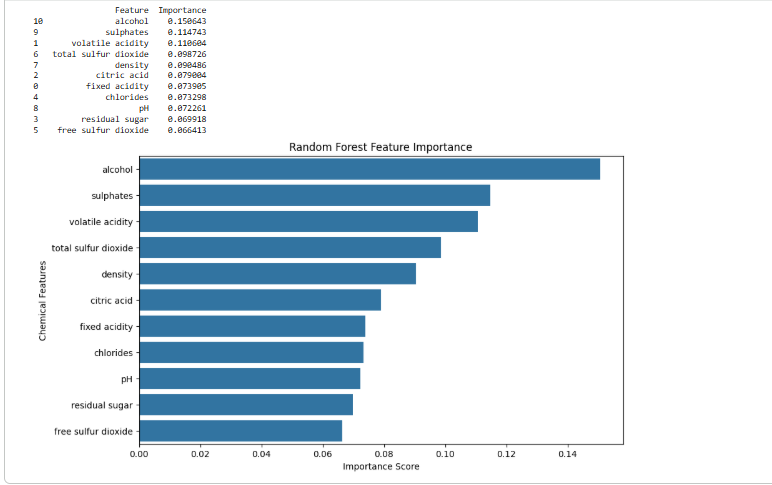 Feature Importance
10 alcohol 0.150643
9 sulphates 0.114743
1 volatile acidity 0.110604
6 total sulfur dioxide 0.098726
7 density 0.090486
2 citric acid 0.079004
0 fixed acidity 0.073905
4 chlorides 0.073298
8 pH 0.072261
3 residual sugar 0.069918
5 free sulfur dioxide 0.066413
Random Forest Feature Importance
alcohol
sulphates
volatile acidity
total sulfur dioxide
density
citric acid
fixed acidity
chlorides
pH
residual sugar
free sulfur dioxide
Chemical Features
0.00 0.02 0.04 0.06 0.08 0.10 0.12 0.14
Importance Score